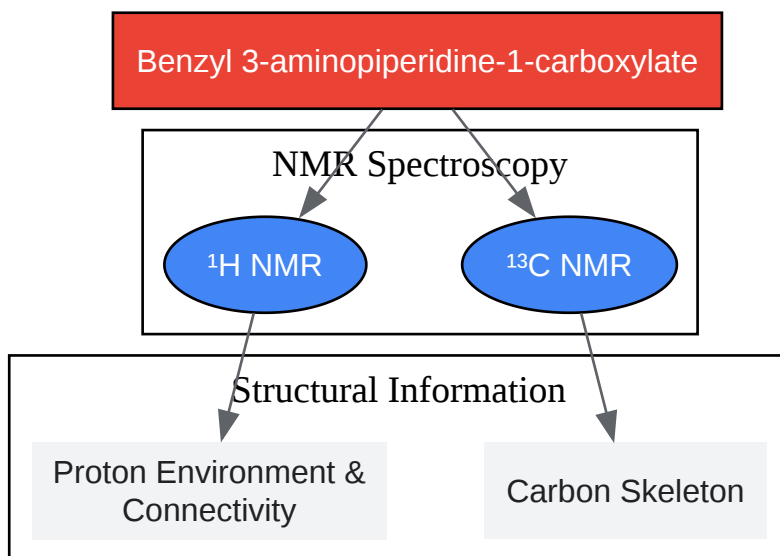 Benzyl 3-aminopiperidine-1-carboxylate
NMR Spectroscopy
¹H NMR
¹³C NMR
Structural Information
Proton Environment &
Connectivity
Carbon Skeleton